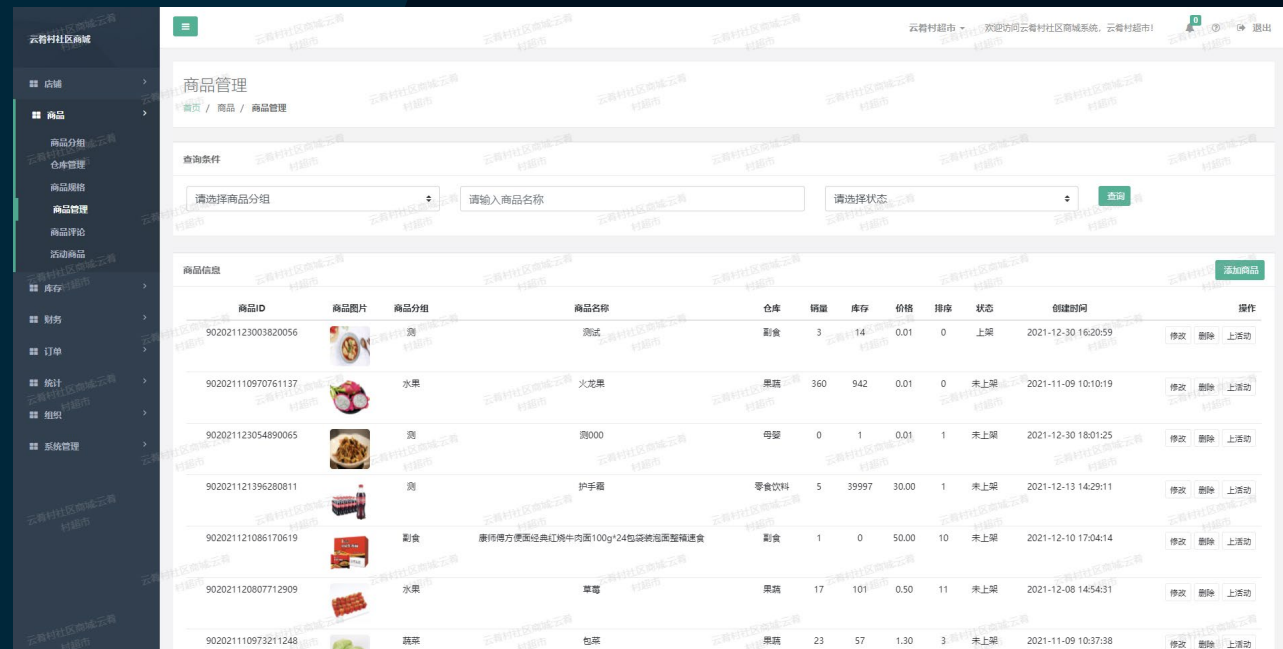 云肴村社区商城
云肴村超市
欢迎访问云肴村社区商城系统，云肴村超市！
0
退出
店铺
商品
商品分组
仓库管理
商品规格
商品管理
商品评论
活动商品
库存
财务
订单
统计
组织
系统管理
商品管理
首页 / 商品 / 商品管理
查询条件
请选择商品分组 请输入商品名称 请选择状态 查询
商品信息 添加商品
商品ID 商品图片 商品分组 商品名称 仓库 销量 库存 价格 排序 状态 创建时间 操作
902021123003820056 测 测试 副食 3 14 0.01 0 上架 2021-12-30 16:20:59 修改 删除 上活动
902021110970761137 水果 火龙果 果蔬 360 942 0.01 0 未上架 2021-11-09 10:10:19 修改 删除 上活动
902021123054890065 测 测000 母婴 0 1 0.01 1 未上架 2021-12-30 18:01:25 修改 删除 上活动
902021121396280811 测 护手霜 零食饮料 5 39997 30.00 1 未上架 2021-12-13 14:29:11 修改 删除 上活动
902021121086170619 副食 康师傅方便面经典红烧牛肉面100g*24包袋装泡面整箱速食 副食 1 0 50.00 10 未上架 2021-12-10 17:04:14 修改 删除 上活动
902021120807712909 水果 草莓 果蔬 17 101 0.50 11 未上架 2021-12-08 14:54:31 修改 删除 上活动
902021110973211248 蔬菜 包菜 果蔬 23 57 1.30 3 未上架 2021-11-09 10:37:38 修改 删除 上活动